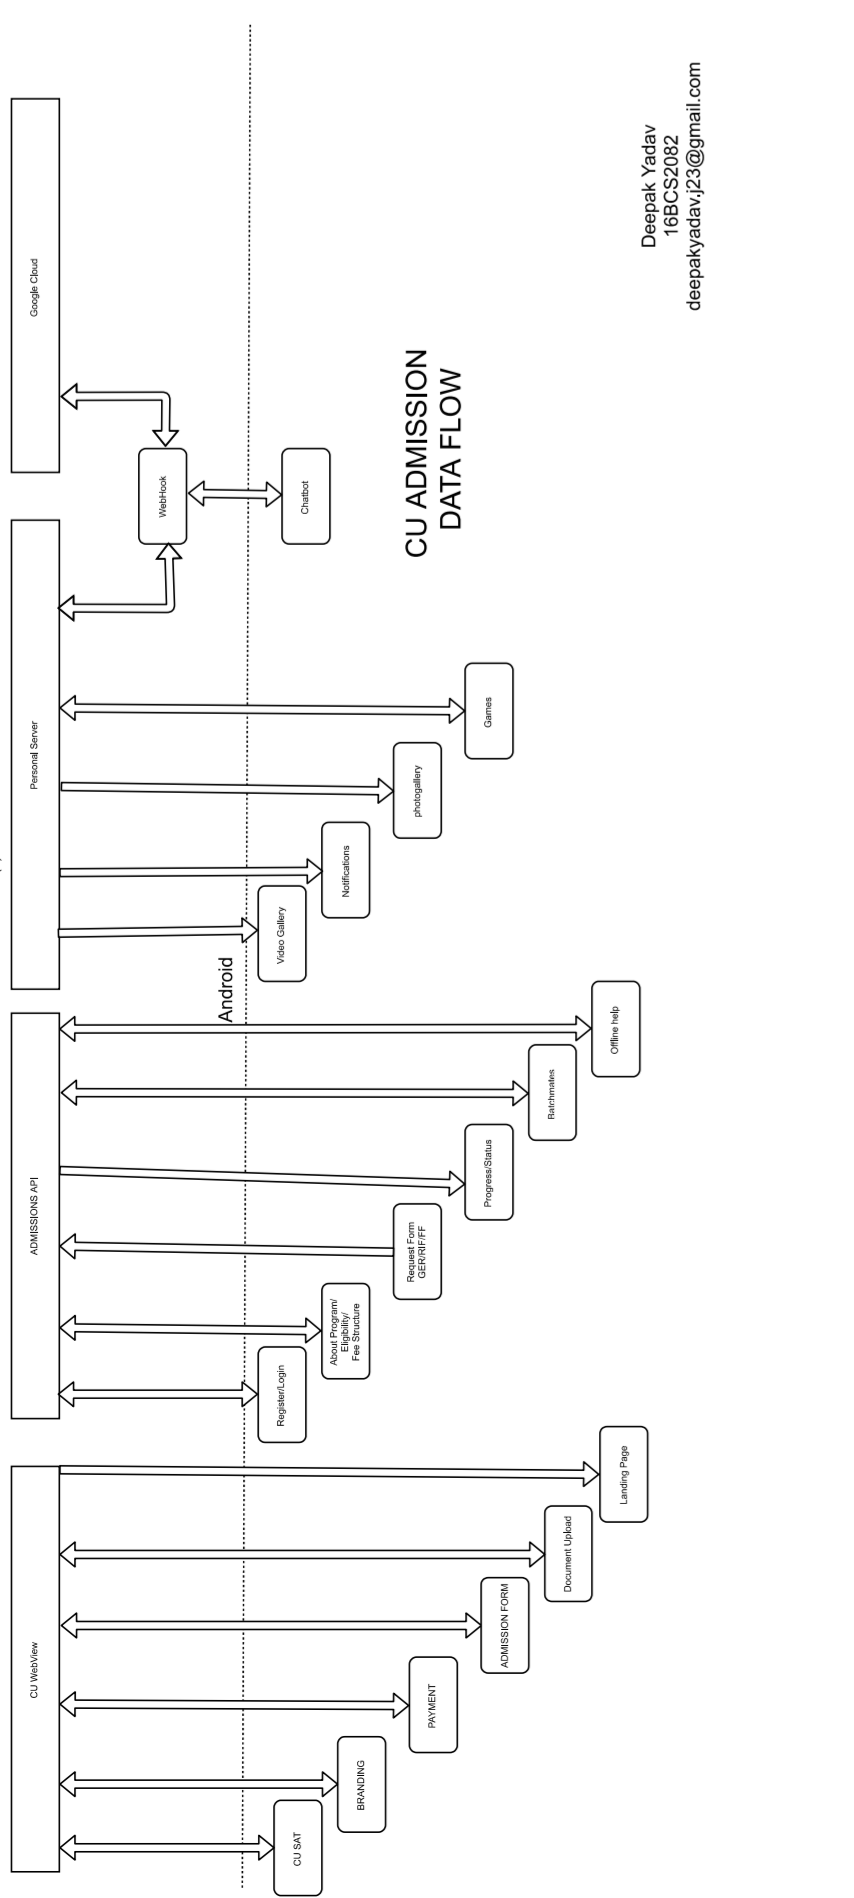 CU WebView
ADMISSIONS API
Personal Server
Google Cloud
WebHook
Android
CU SAT
BRANDING
PAYMENT
ADMISSION FORM
Document Upload
Landing Page
Register/Login
About Program/
Eligibility/
Fee Structure
Request Form
GER/RIF/FF
Progress/Status
Batchmates
Offline help
Video Gallery
Notifications
photogallery
Games
Chatbot
CU ADMISSION
DATA FLOW
Deepak Yadav
16BCS2082
deepakyadav.j23@gmail.com